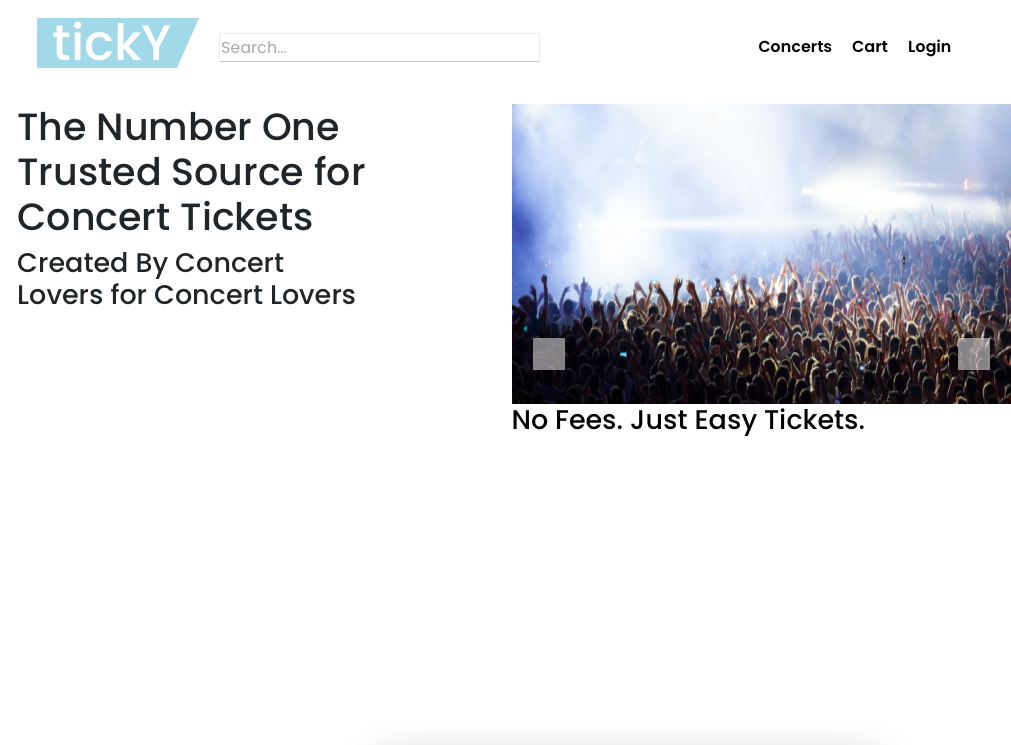 tickY
Search...
Concerts
Cart
Login
The Number One
Trusted Source for
Concert Tickets
Created By Concert
Lovers for Concert Lovers
No Fees. Just Easy Tickets.